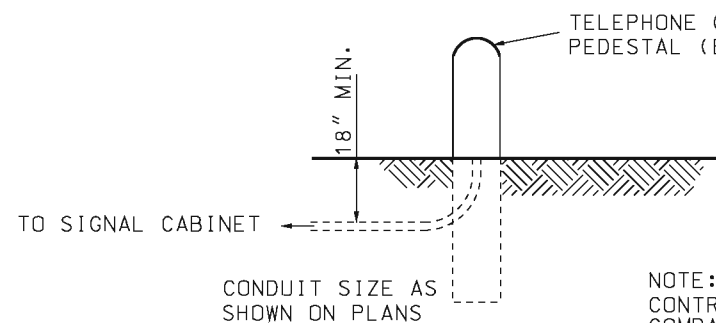 TELEPHONE
PEDESTAL
18" MIN.
TO SIGNAL CABINET
CONDUIT SIZE AS
SHOWN ON PLANS
NOTE: